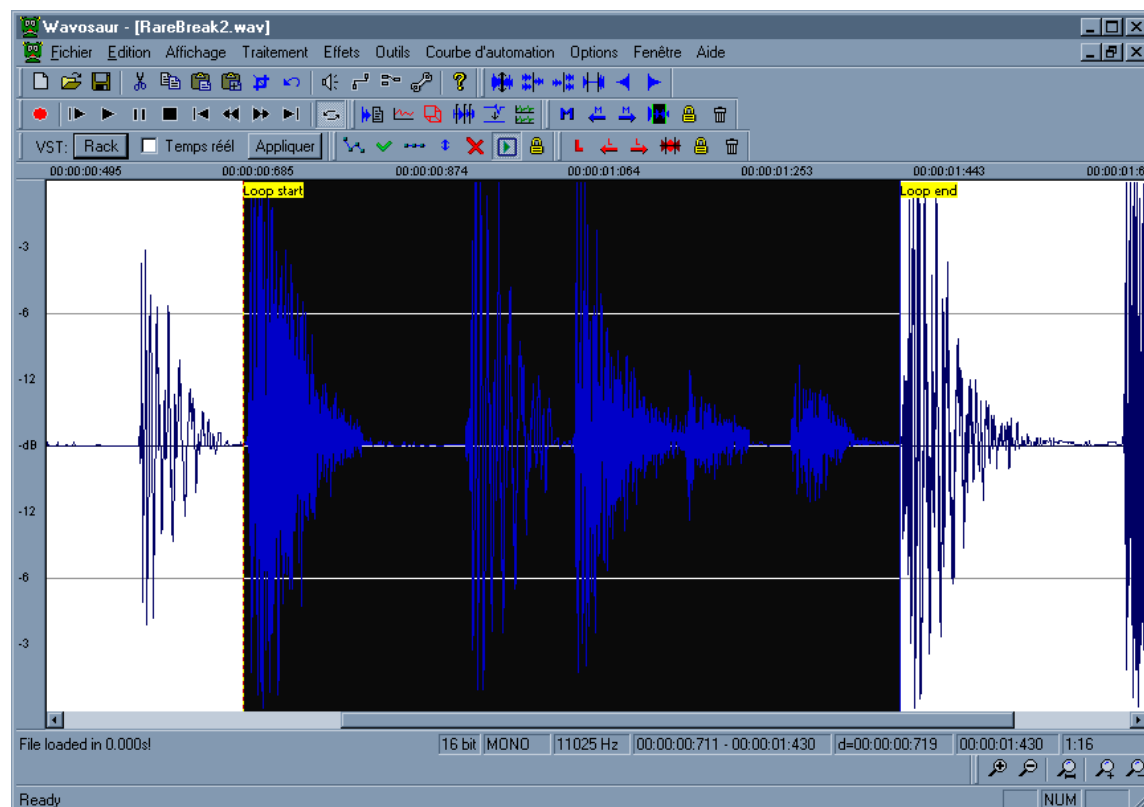 Wavosaur - [RareBreak2.wav]
Fichier Edition Affichage Traitement Effets Outils Courbe d'automation Options Fenêtre Aide
M M M
VST: Rack Temps réél Appliquer L L L
00:00:00:495 00:00:00:685 00:00:00:874 00:00:01:064 00:00:01:253 00:00:01:443 00:00:01:6
Loop start Loop end
-3
-6
-12
-dB
-12
-6
-3
File loaded in 0.000s! 16 bit MONO 11025 Hz 00:00:00:711 - 00:00:01:430 d=00:00:00:719 00:00:01:430 1:16
Ready NUM